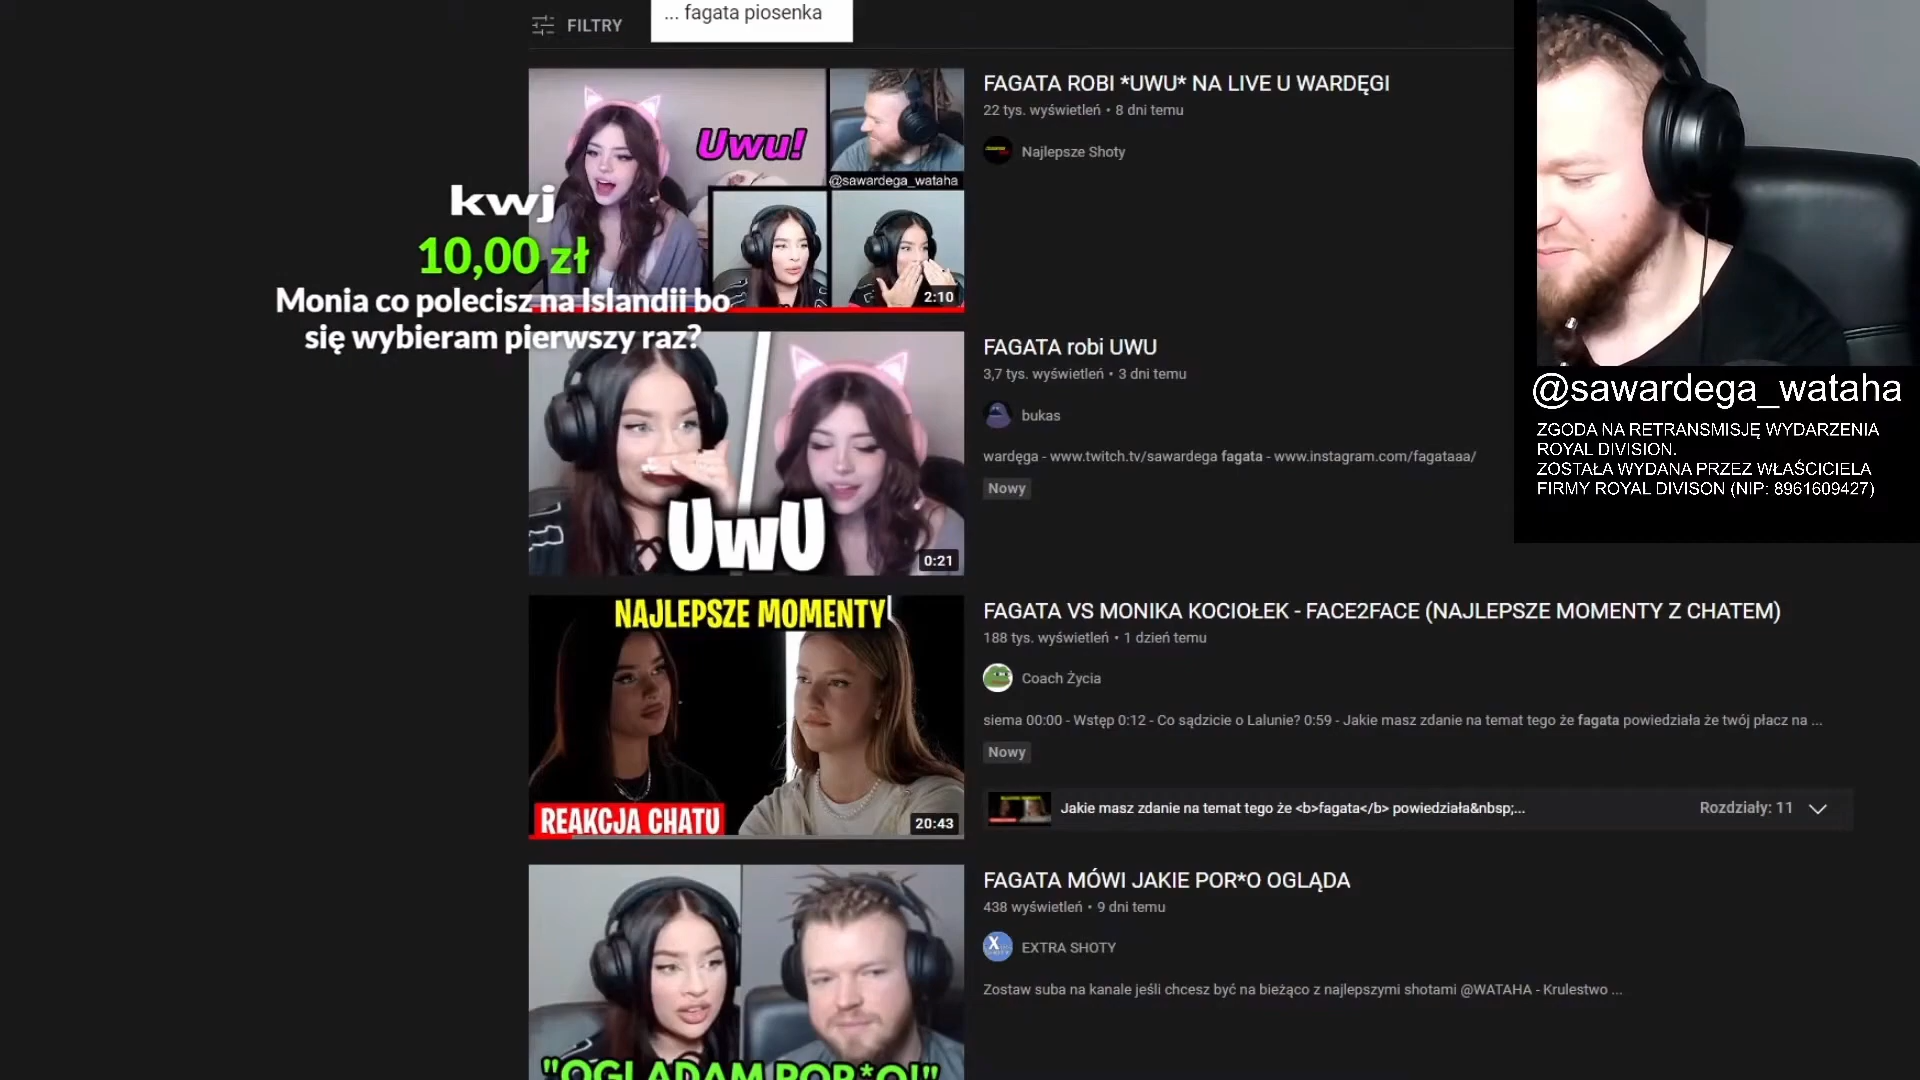 ... fagata piosenka
FILTRY
Uwu!
@sawardega_wataha
2:10
FAGATA ROBI *UWU* NA LIVE U WARDĘGI
22 tys. wyświetleń • 8 dni temu
Najlepsze Shoty
kwj
10,00 zł
Monia co polecisz na Islandii bo
się wybieram pierwszy raz?
UwU
0:21
FAGATA robi UWU
3,7 tys. wyświetleń • 3 dni temu
bukas
wardęga - www.twitch.tv/sawardega fagata - www.instagram.com/fagataaa/
Nowy
@sawardega_wataha
ZGODA NA RETRANSMISJĘ WYDARZENIA
ROYAL DIVISION.
ZOSTAŁA WYDANA PRZEZ WŁAŚCICIELA
FIRMY ROYAL DIVISON (NIP: 8961609427)
NAJLEPSZE MOMENTY
REAKCJA CHATU
20:43
FAGATA VS MONIKA KOCIOŁEK - FACE2FACE (NAJLEPSZE MOMENTY Z CHATEM)
188 tys. wyświetleń • 1 dzień temu
Coach Życia
siema 00:00 - Wstęp 0:12 - Co sądzicie o Lalunie? 0:59 - Jakie masz zdanie na temat tego że fagata powiedziała że twój płacz na ...
Nowy
Jakie masz zdanie na temat tego że <b>fagata</b> powiedziała&nbsp;...
Rozdziały: 11
"OGLĄDAM POR*O!"
FAGATA MÓWI JAKIE POR*O OGLĄDA
438 wyświetleń • 9 dni temu
X
EXTRA SHOTY
Zostaw suba na kanale jeśli chcesz być na bieżąco z najlepszymi shotami @WATAHA - Krulestwo ...